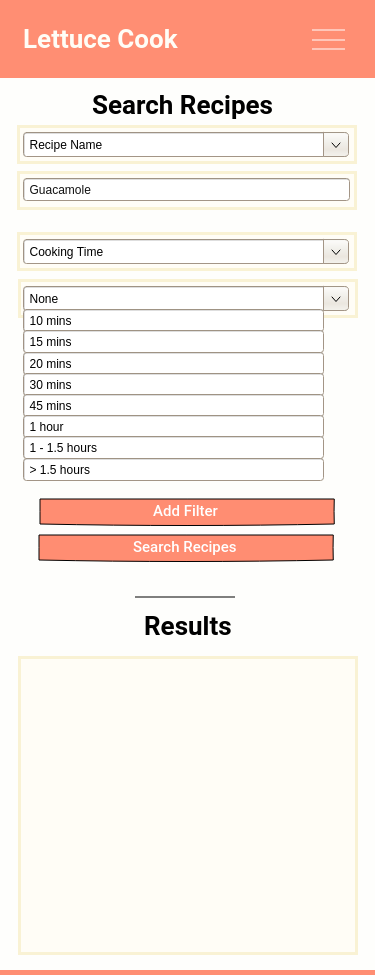 Lettuce Cook
Search Recipes
Recipe Name
Guacamole
Cooking Time
None
10 mins
15 mins
20 mins
30 mins
45 mins
1 hour
1 - 1.5 hours
> 1.5 hours
Add Filter
Search Recipes
Results